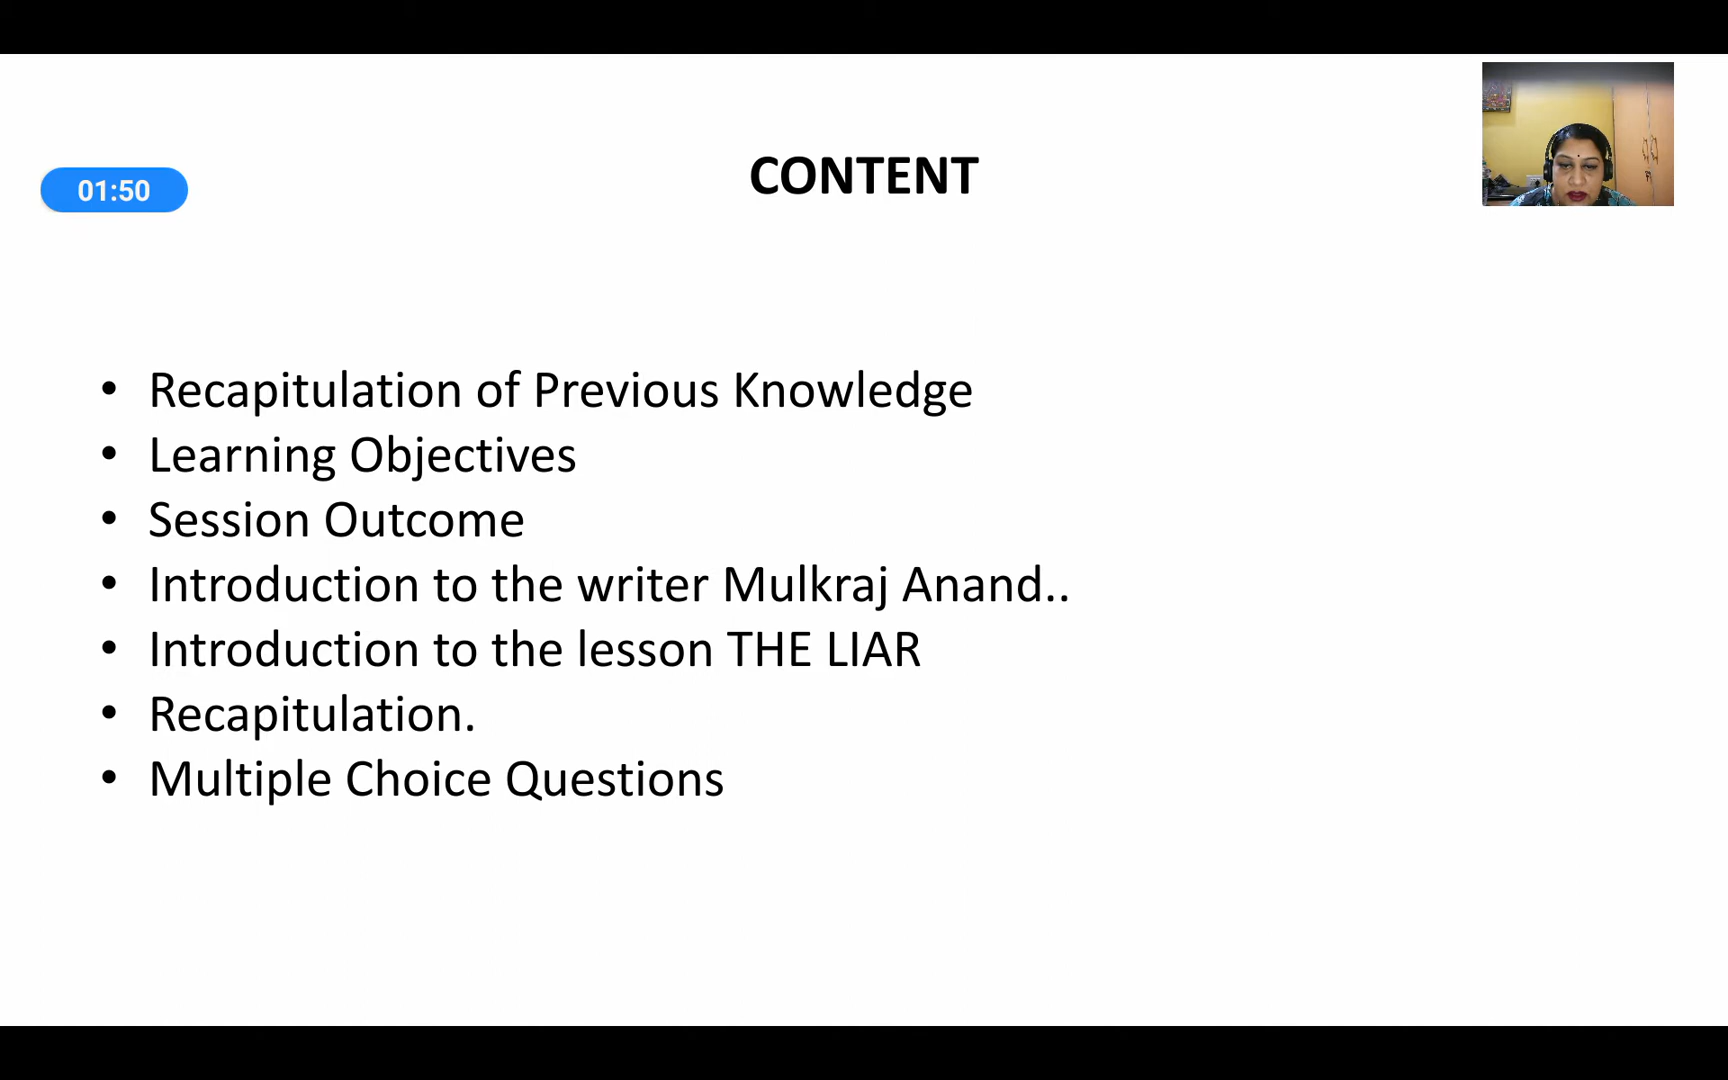 CONTENT
01:50
• Recapitulation of Previous Knowledge
• Learning Objectives
• Session Outcome
• Introduction to the writer Mulkraj Anand..
• Introduction to the lesson THE LIAR
• Recapitulation.
• Multiple Choice Questions